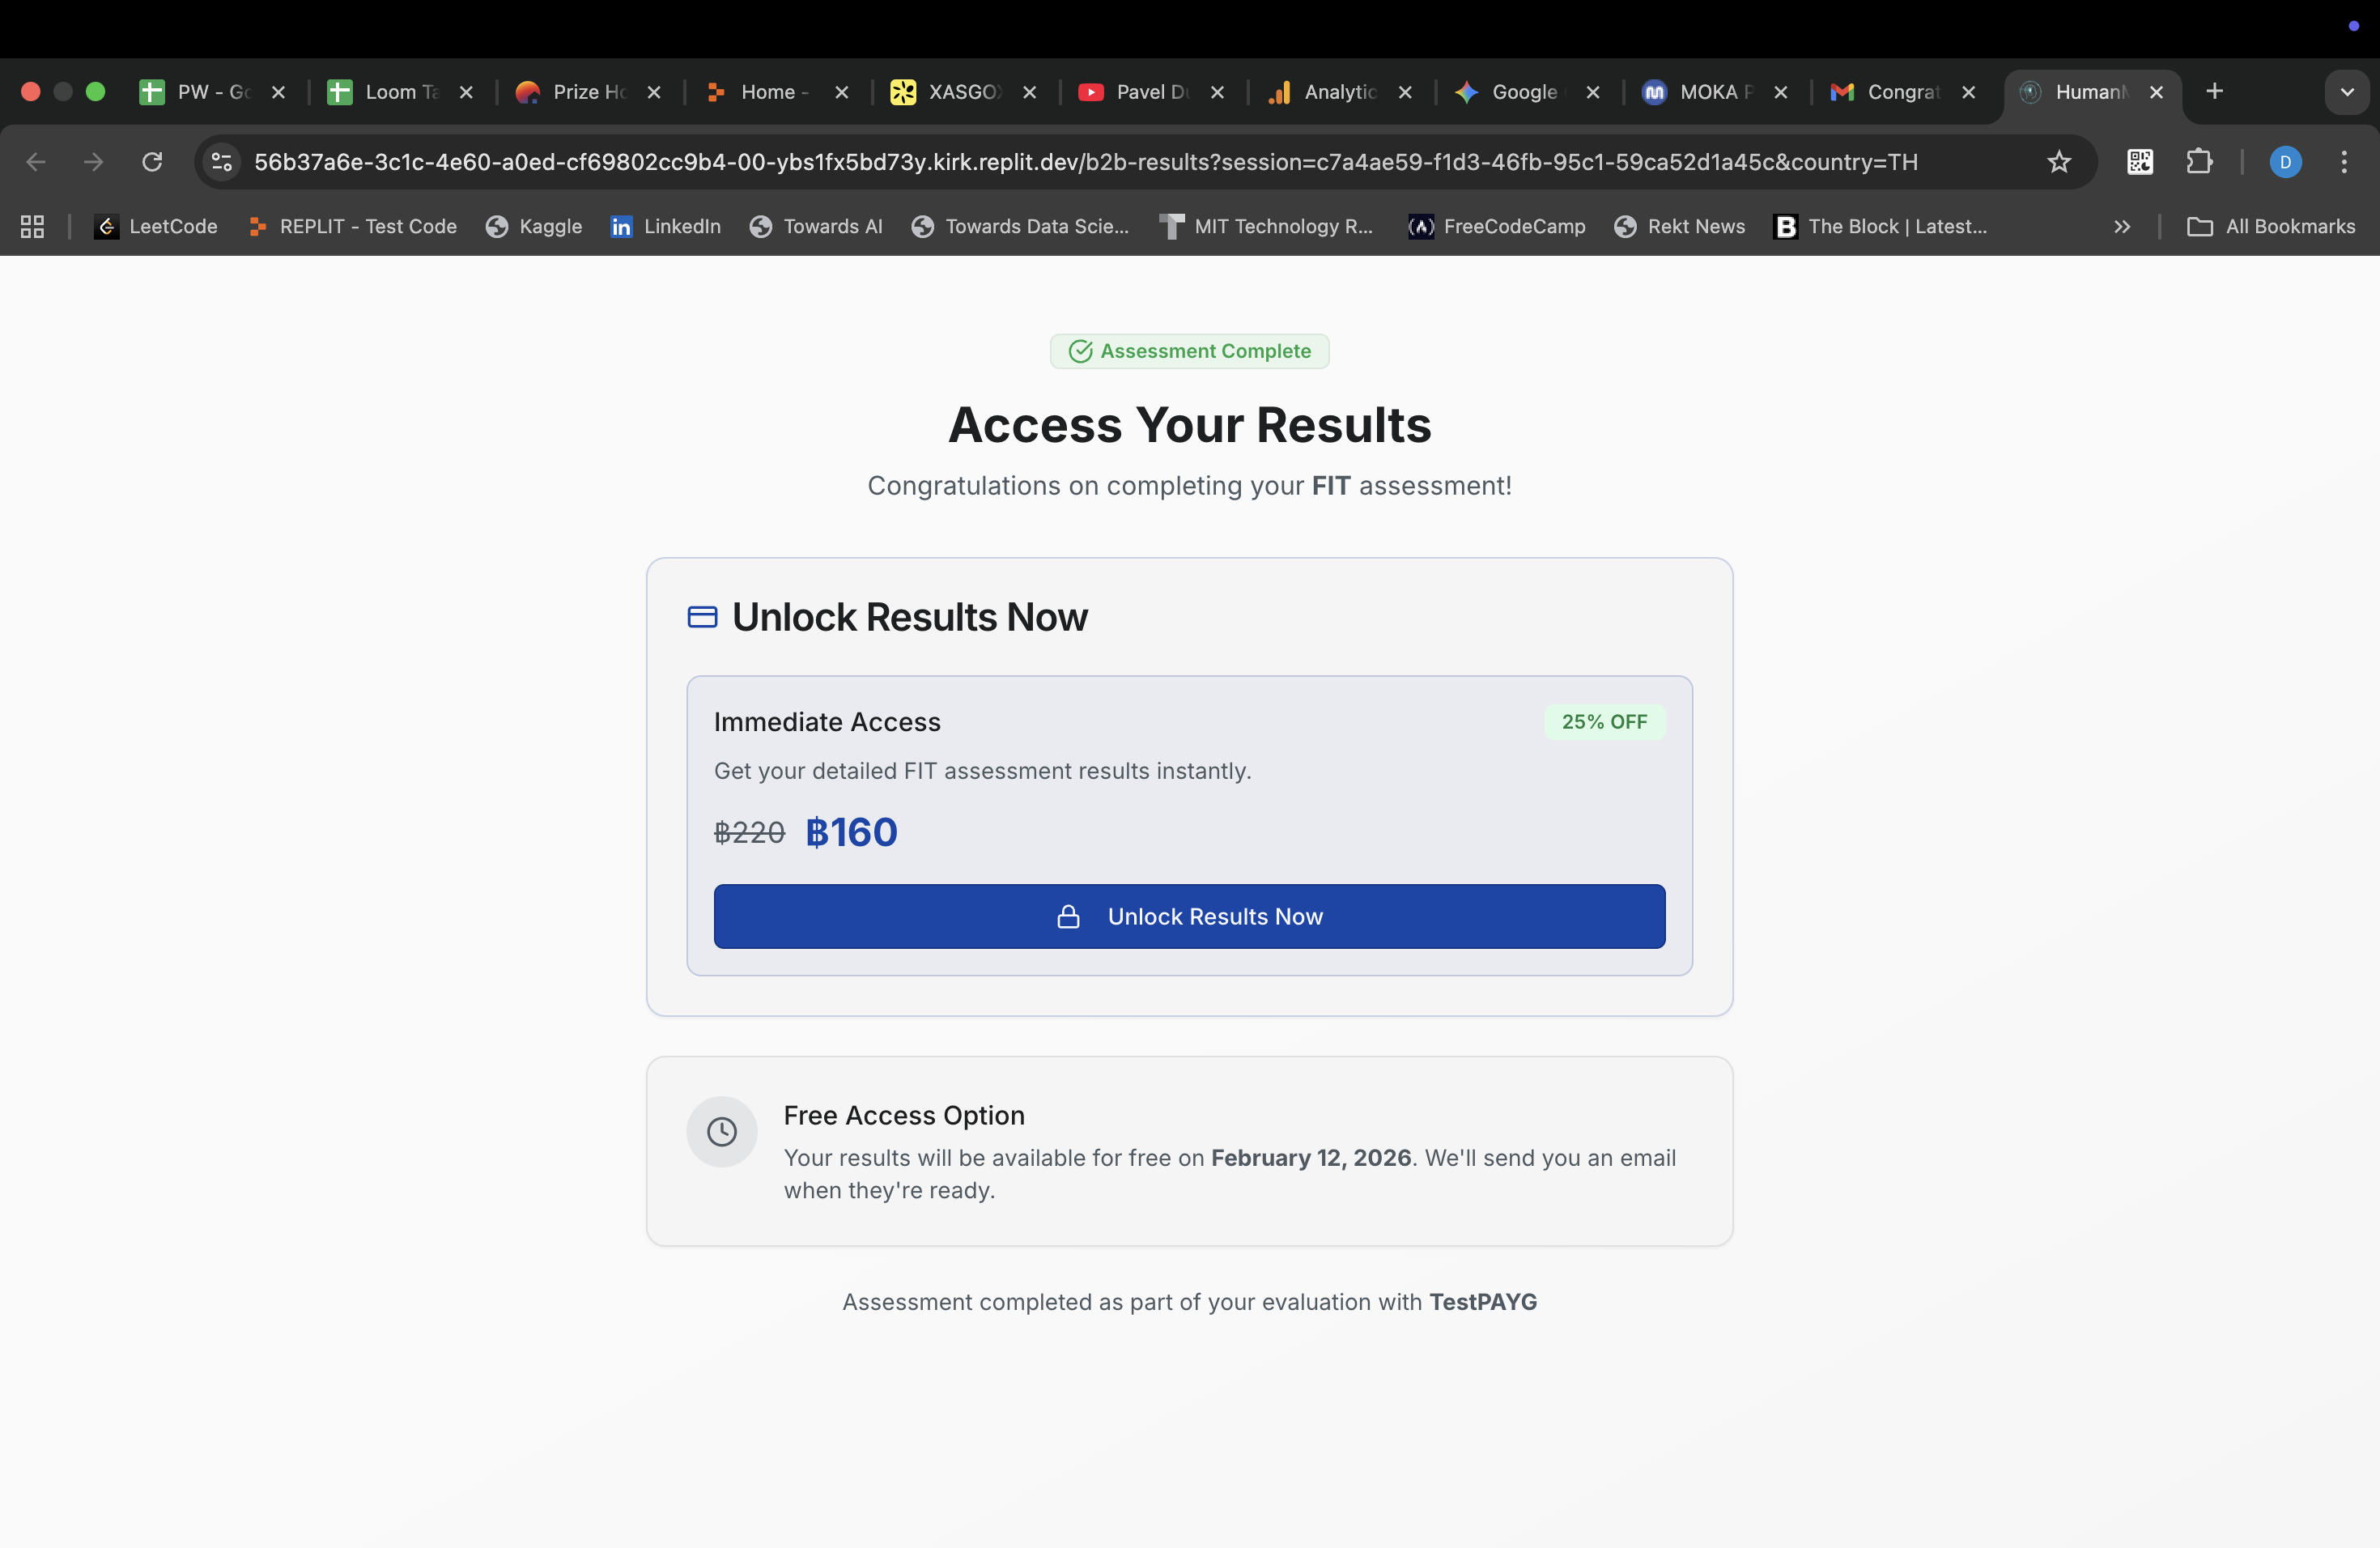 PW - Go
Loom Ta
Prize Ho
Home -
XASGO
Pavel Du
Analytic
Google
MOKA P
Congrat
Human
56b37a6e-3c1c-4e60-a0ed-cf69802cc9b4-00-ybs1fx5bd73y.kirk.replit.dev/b2b-results?session=c7a4ae59-f1d3-46fb-95c1-59ca52d1a45c&country=TH
D
LeetCode
REPLIT - Test Code
Kaggle
LinkedIn
Towards AI
Towards Data Scie...
MIT Technology R...
FreeCodeCamp
Rekt News
The Block | Latest...
All Bookmarks
Assessment Complete
Access Your Results
Congratulations on completing your FIT assessment!
Unlock Results Now
Immediate Access
25% OFF
Get your detailed FIT assessment results instantly.
฿220 ฿160
Unlock Results Now
Free Access Option
Your results will be available for free on February 12, 2026. We'll send you an email
when they're ready.
Assessment completed as part of your evaluation with TestPAYG